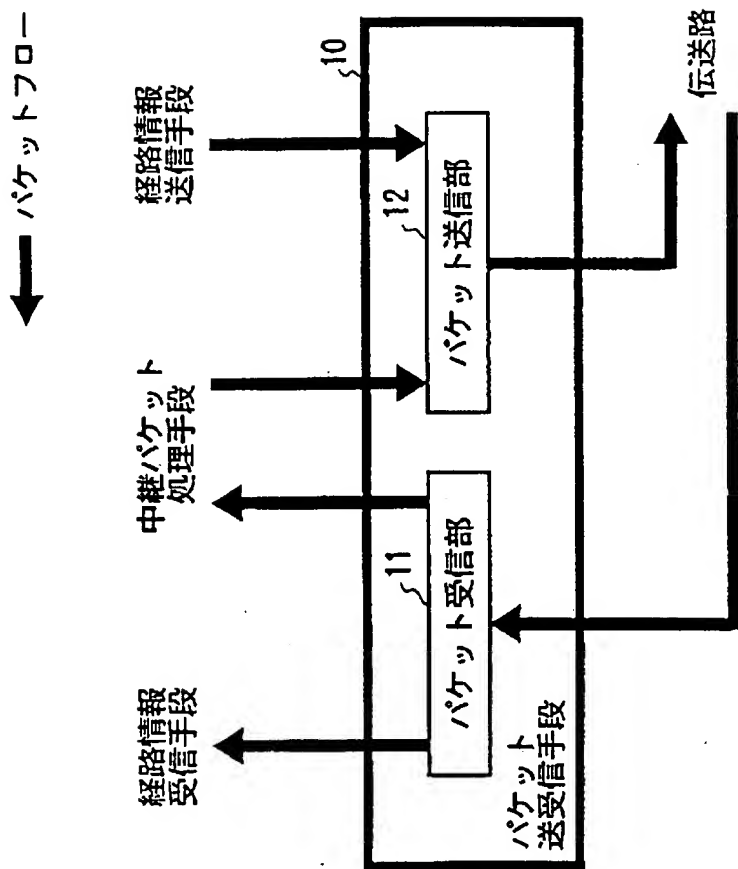 パケットフロー
経路情報
受信手段
中継パケット
処理手段
経路情報
送信手段
10
11
パケット受信部
12
パケット送信部
パケット
送受信手段
伝送路